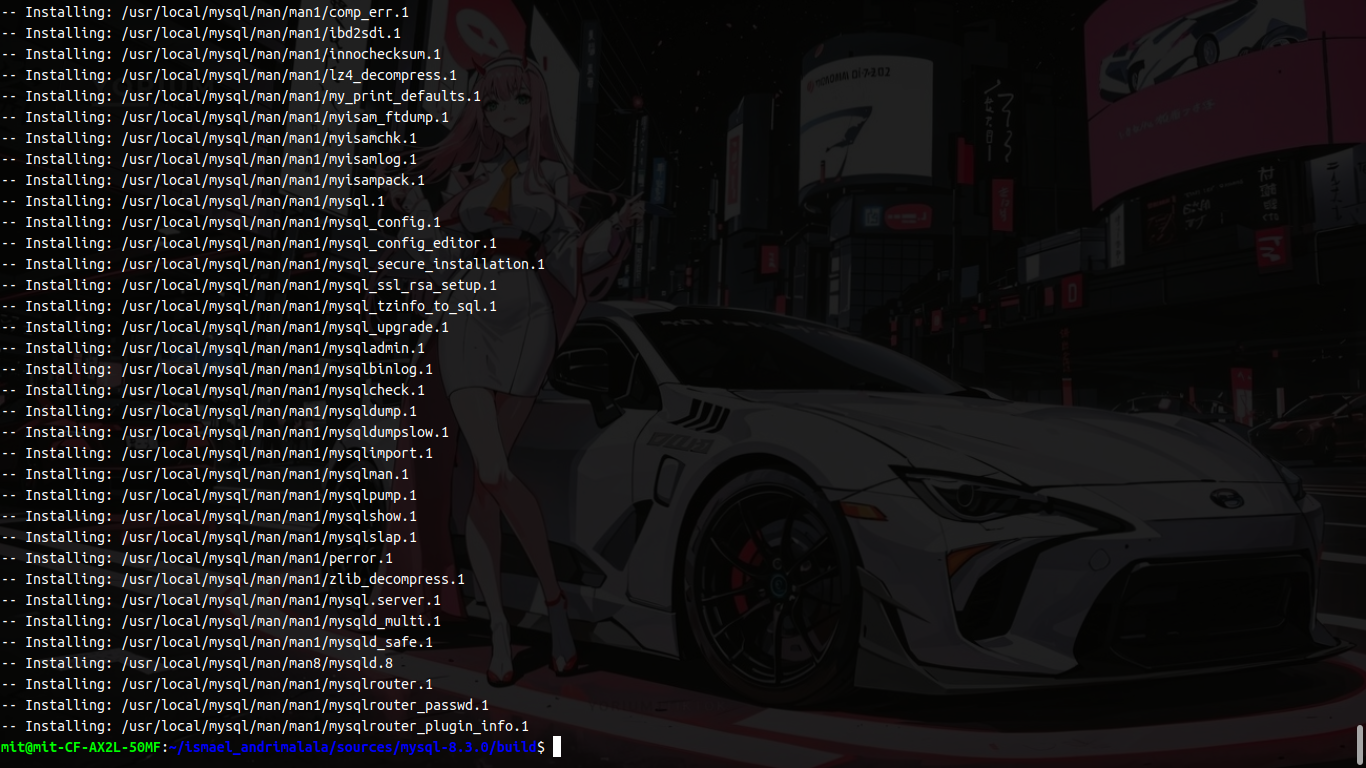 -- Installing: /usr/local/mysql/man/man1/comp_err.1
-- Installing: /usr/local/mysql/man/man1/ibd2sdi.1
-- Installing: /usr/local/mysql/man/man1/innochecksum.1
-- Installing: /usr/local/mysql/man/man1/lz4_decompress.1
-- Installing: /usr/local/mysql/man/man1/my_print_defaults.1
-- Installing: /usr/local/mysql/man/man1/myisam_ftdump.1
-- Installing: /usr/local/mysql/man/man1/myisamchk.1
-- Installing: /usr/local/mysql/man/man1/myisamlog.1
-- Installing: /usr/local/mysql/man/man1/myisampack.1
-- Installing: /usr/local/mysql/man/man1/mysql.1
-- Installing: /usr/local/mysql/man/man1/mysql_config.1
-- Installing: /usr/local/mysql/man/man1/mysql_config_editor.1
-- Installing: /usr/local/mysql/man/man1/mysql_secure_installation.1
-- Installing: /usr/local/mysql/man/man1/mysql_ssl_rsa_setup.1
-- Installing: /usr/local/mysql/man/man1/mysql_tzinfo_to_sql.1
-- Installing: /usr/local/mysql/man/man1/mysql_upgrade.1
-- Installing: /usr/local/mysql/man/man1/mysqladmin.1
-- Installing: /usr/local/mysql/man/man1/mysqlbinlog.1
-- Installing: /usr/local/mysql/man/man1/mysqlcheck.1
-- Installing: /usr/local/mysql/man/man1/mysqldump.1
-- Installing: /usr/local/mysql/man/man1/mysqldumpslow.1
-- Installing: /usr/local/mysql/man/man1/mysqlimport.1
-- Installing: /usr/local/mysql/man/man1/mysqlman.1
-- Installing: /usr/local/mysql/man/man1/mysqlpump.1
-- Installing: /usr/local/mysql/man/man1/mysqlshow.1
-- Installing: /usr/local/mysql/man/man1/mysqlslap.1
-- Installing: /usr/local/mysql/man/man1/perror.1
-- Installing: /usr/local/mysql/man/man1/zlib_decompress.1
-- Installing: /usr/local/mysql/man/man1/mysql.server.1
-- Installing: /usr/local/mysql/man/man1/mysqld_multi.1
-- Installing: /usr/local/mysql/man/man1/mysqld_safe.1
-- Installing: /usr/local/mysql/man/man8/mysqld.8
-- Installing: /usr/local/mysql/man/man1/mysqlrouter.1
-- Installing: /usr/local/mysql/man/man1/mysqlrouter_passwd.1
-- Installing: /usr/local/mysql/man/man1/mysqlrouter_plugin_info.1
mit@mit-CF-AX2L-50MF:~/ismael_andrimalala/sources/mysql-8.3.0/build$